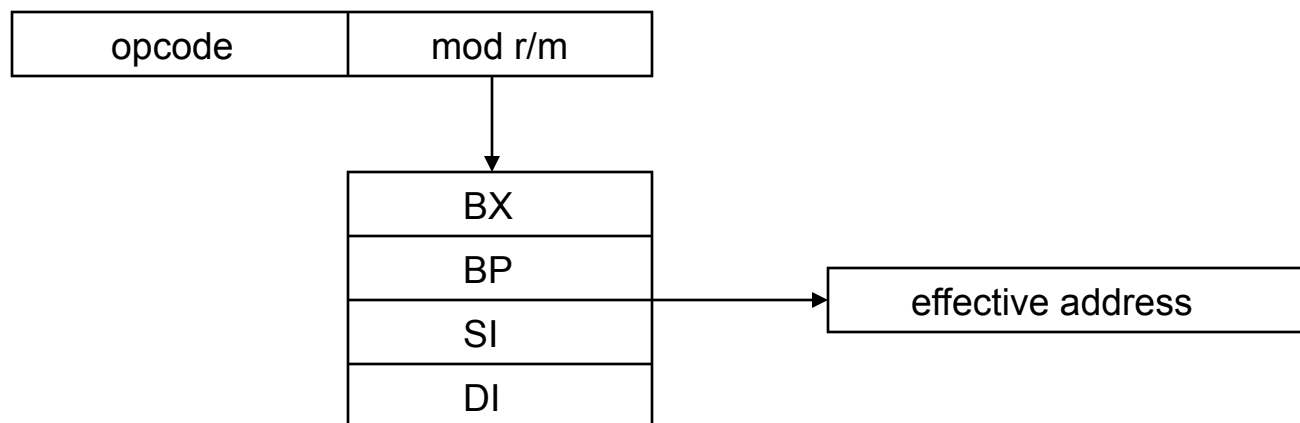 opcode mod r/m
BX
BP
effective address
SI
DI